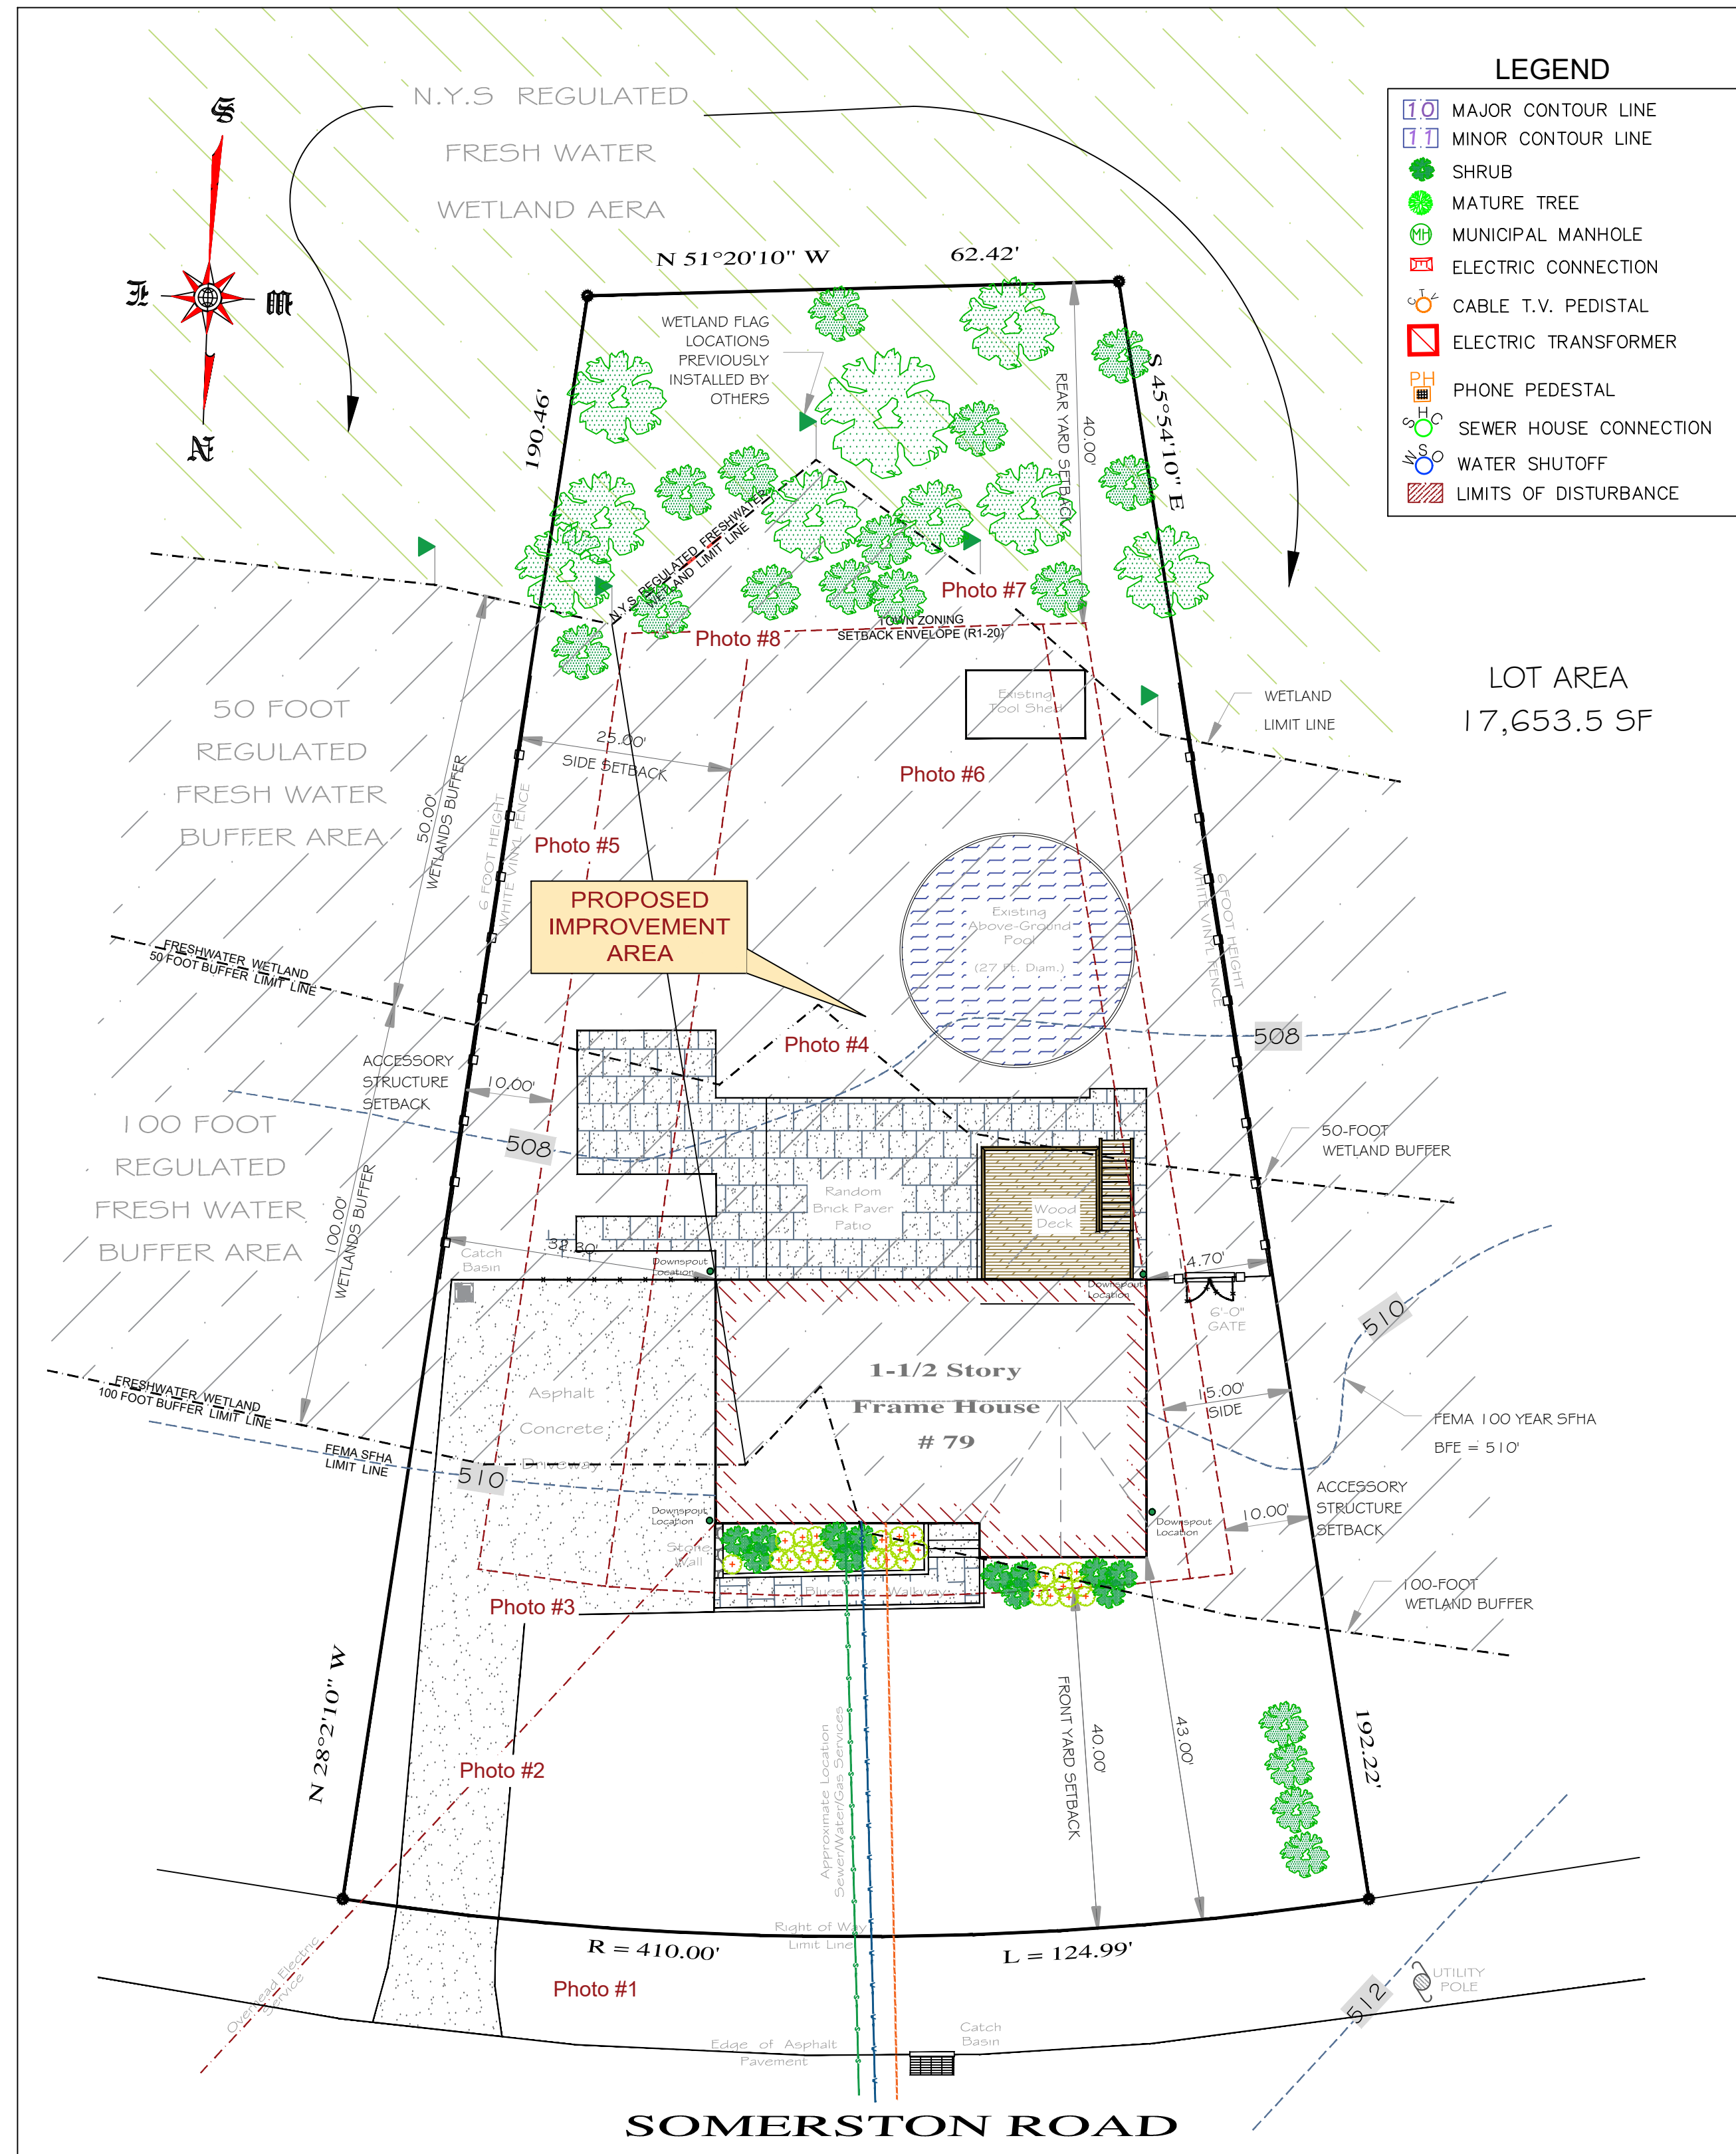 N.Y.S REGULATED
FRESH WATER
WETLAND AERA
S
E
W
N
LEGEND
10 MAJOR CONTOUR LINE
11 MINOR CONTOUR LINE
SHRUB
MATURE TREE
MH MUNICIPAL MANHOLE
ELECTRIC CONNECTION
CTV CABLE T.V. PEDISTAL
ELECTRIC TRANSFORMER
PH PHONE PEDESTAL
SHC SEWER HOUSE CONNECTION
WSO WATER SHUTOFF
LIMITS OF DISTURBANCE
N 51°20'10" W 62.42'
WETLAND FLAG
LOCATIONS
PREVIOUSLY
INSTALLED BY
OTHERS
190.46'
S 45°54'10" E
REAR YARD SETBACK
40.00'
N.Y.S REGULATED FRESHWATER
WETLAND LIMIT LINE
Photo #7
Photo #8
TOWN ZONING
SETBACK ENVELOPE (R1-20)
Existing
Tool Shed
WETLAND
LIMIT LINE
LOT AREA
17,653.5 SF
50 FOOT
REGULATED
FRESH WATER
BUFFER AREA
50.00'
WETLANDS BUFFER
25.00'
SIDE SETBACK
Photo #6
Photo #5
6 FOOT HEIGHT
WHITE VINYL FENCE
6 FOOT HEIGHT
WHITE VINYL FENCE
PROPOSED
IMPROVEMENT
AREA
Existing
Above-Ground
Pool
(27 Ft. Diam.)
FRESHWATER WETLAND
50 FOOT BUFFER LIMIT LINE
Photo #4
508
ACCESSORY
STRUCTURE
SETBACK
10.00'
508
100 FOOT
REGULATED
FRESH WATER
BUFFER AREA
100.00'
WETLANDS BUFFER
50-FOOT
WETLAND BUFFER
Random
Brick Paver
Patio
Wood
Deck
32.30'
Catch
Basin
Downspout
Location
Downspout
Location
4.70'
6'-0"
GATE
510
1-1/2 Story
Frame House
# 79
Asphalt
Concrete
Driveway
15.00'
SIDE
FEMA 100 YEAR SFHA
BFE = 510'
FRESHWATER WETLAND
100 FOOT BUFFER LIMIT LINE
FEMA SFHA
LIMIT LINE
510
ACCESSORY
STRUCTURE
SETBACK
10.00'
Downspout
Location
Downspout
Location
Stone
Wall
Bluestone Walkway
100-FOOT
WETLAND BUFFER
Photo #3
N 28°2'10" W
Photo #2
Approximate Location
Sewer/Water/Gas Services
FRONT YARD SETBACK
40.00'
43.00'
192.22'
Right of Way
Limit Line
R = 410.00' L = 124.99'
Photo #1
Overhead Electric
Service
UTILITY
POLE
512
Edge of Asphalt
Pavement
Catch
Basin
SOMERSTON ROAD